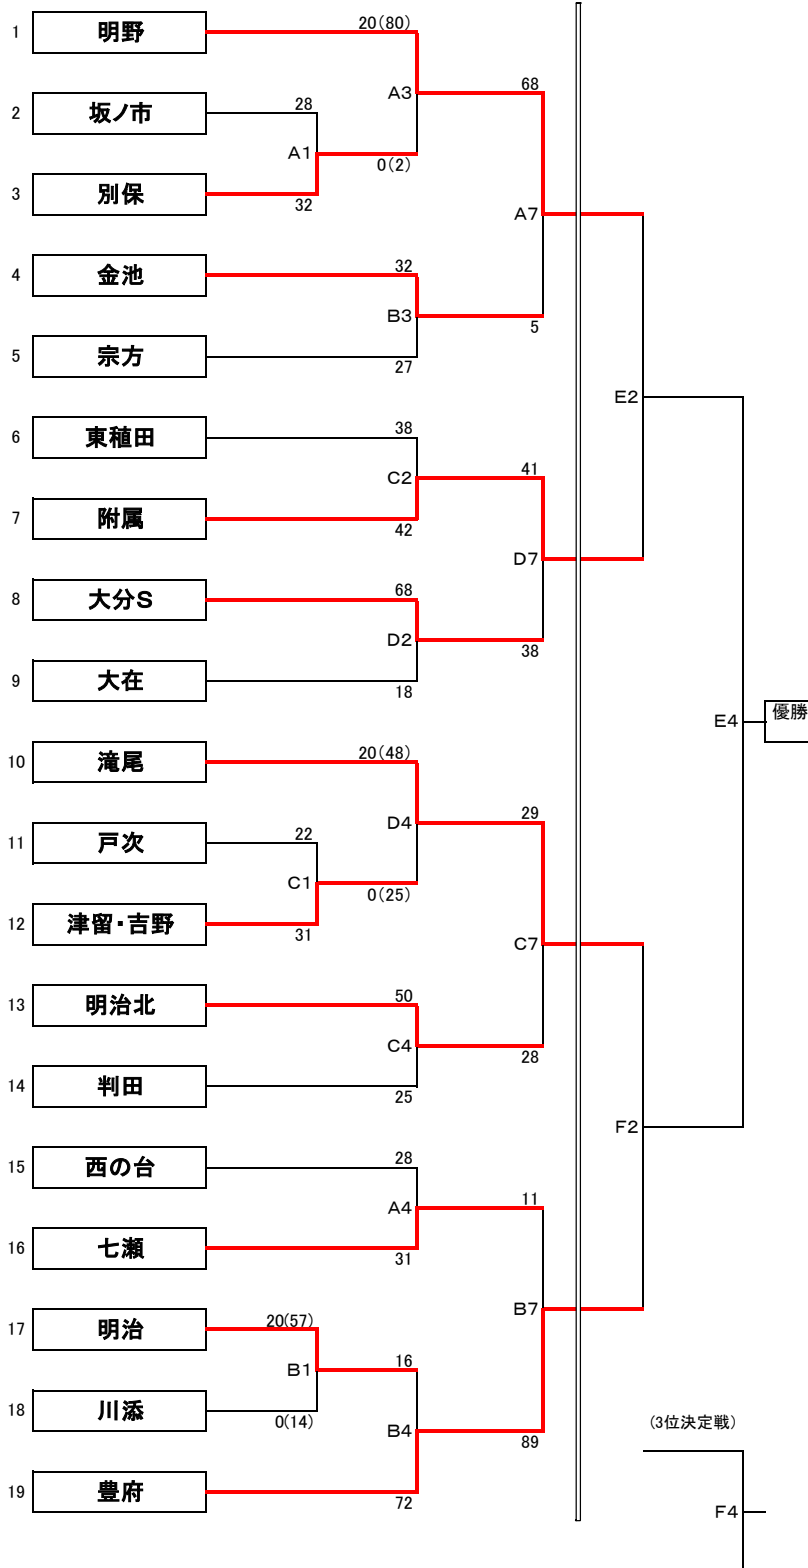 20(80)
1 明野
A3 68
2 坂ノ市 28
A1
0(2)
3 別保
32
A7
4 金池 32
B3
5
5 宗方
27
E2
6 東稙田 38
C2 41
7 附属
42
D7
8 大分S 68
D2
38
9 大在
18
優勝
E4
10 滝尾 20(48)
D4 29
11 戸次 22
C1
0(25)
12 津留・吉野
31
C7
13 明治北 50
C4
28
14 判田
25
F2
15 西の台 28
A4 11
16 七瀬
31
B7
17 明治 20(57)
B1 16
18 川添
0(14)
(3位決定戦)
B4
89
19 豊府
72
F4